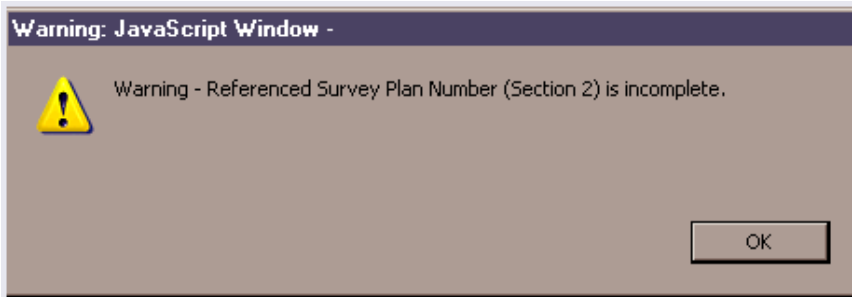 Warning: JavaScript Window -
Warning - Referenced Survey Plan Number (Section 2) is incomplete.
OK